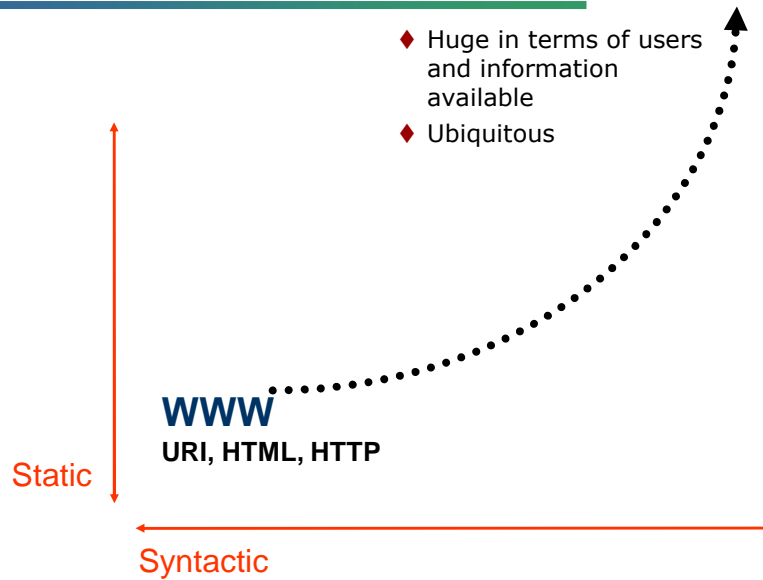 ♦ Huge in terms of users
and information
available
♦ Ubiquitous
WWW
URI, HTML, HTTP
Static
Syntactic